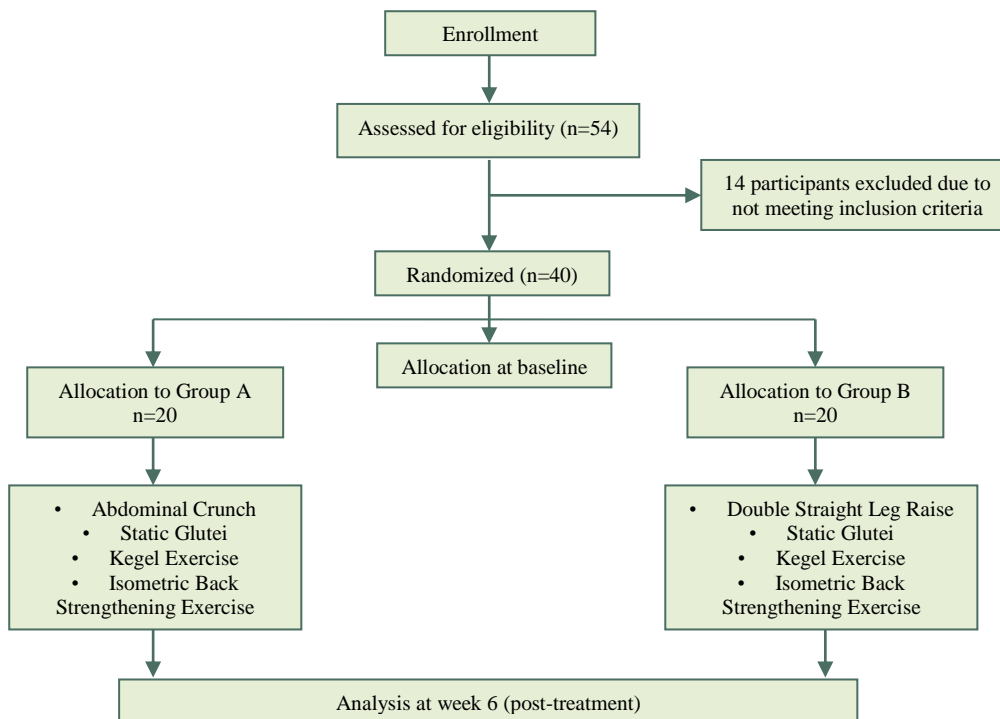 Enrollment
Assessed for eligibility (n=54)
14 participants excluded due to
not meeting inclusion criteria
Randomized (n=40)
Allocation at baseline
Allocation to Group A
n=20
Allocation to Group B
n=20
• Abdominal Crunch
• Static Glutei
• Kegel Exercise
• Isometric Back
Strengthening Exercise
• Double Straight Leg Raise
• Static Glutei
• Kegel Exercise
• Isometric Back
Strengthening Exercise
Analysis at week 6 (post-treatment)